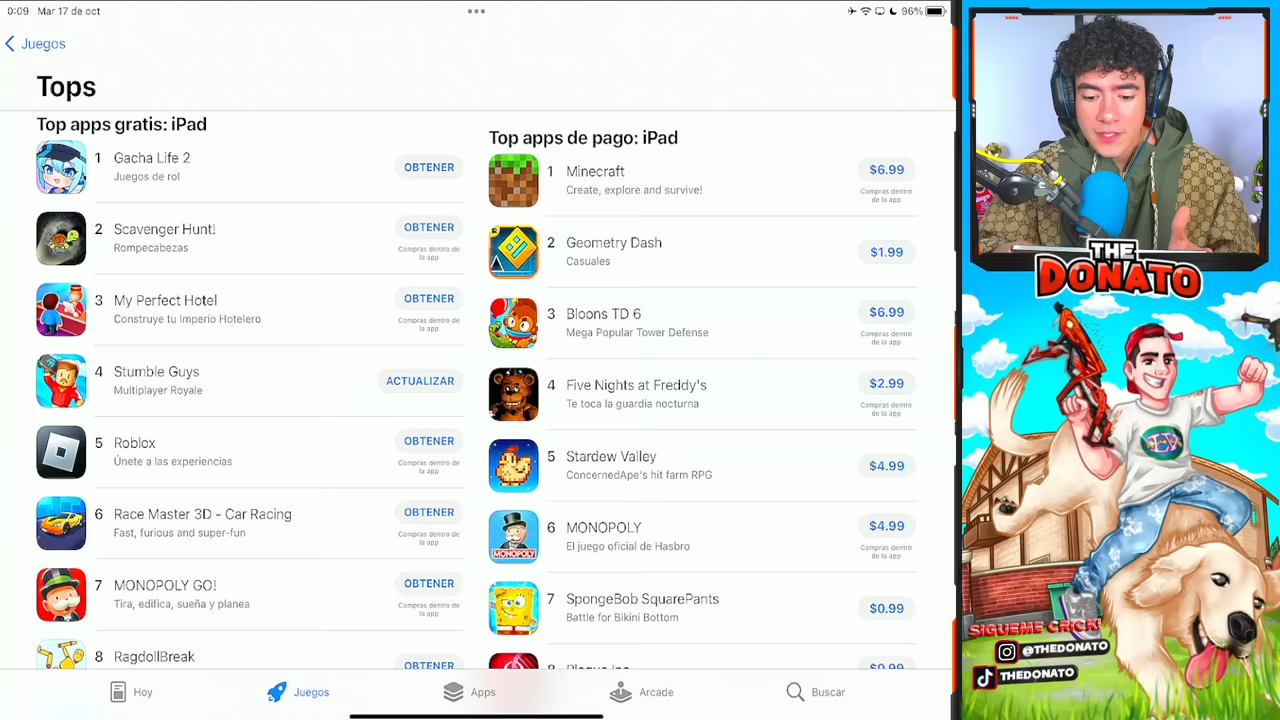 0:09 Mar 17 de oct
96%
Juegos
Tops
Top apps gratis: iPad
1 Gacha Life 2
Juegos de rol
OBTENER
2 Scavenger Hunt!
Rompecabezas
OBTENER
Compras dentro de
la app
3 My Perfect Hotel
Construye tu Imperio Hotelero
OBTENER
Compras dentro de
la app
4 Stumble Guys
Multiplayer Royale
ACTUALIZAR
5 Roblox
Únete a las experiencias
OBTENER
Compras dentro de
la app
6 Race Master 3D - Car Racing
Fast, furious and super-fun
OBTENER
Compras dentro de
la app
7 MONOPOLY GO!
Tira, edifica, sueña y planea
OBTENER
Compras dentro de
la app
8 RagdollBreak
OBTENER
Top apps de pago: iPad
1 Minecraft
Create, explore and survive!
$6.99
Compras dentro
de la app
2 Geometry Dash
Casuales
$1.99
3 Bloons TD 6
Mega Popular Tower Defense
$6.99
Compras dentro
de la app
4 Five Nights at Freddy's
Te toca la guardia nocturna
$2.99
Compras dentro
de la app
5 Stardew Valley
ConcernedApe's hit farm RPG
$4.99
MONOPOLY
6 MONOPOLY
El juego oficial de Hasbro
$4.99
Compras dentro
de la app
7 SpongeBob SquarePants
Battle for Bikini Bottom
$0.99
8 Plague Inc.
$0.99
Hoy
Juegos
Apps
Arcade
Buscar
THE
DONATO
SIGUEME CRICK!
@THEDONATO
THEDONATO